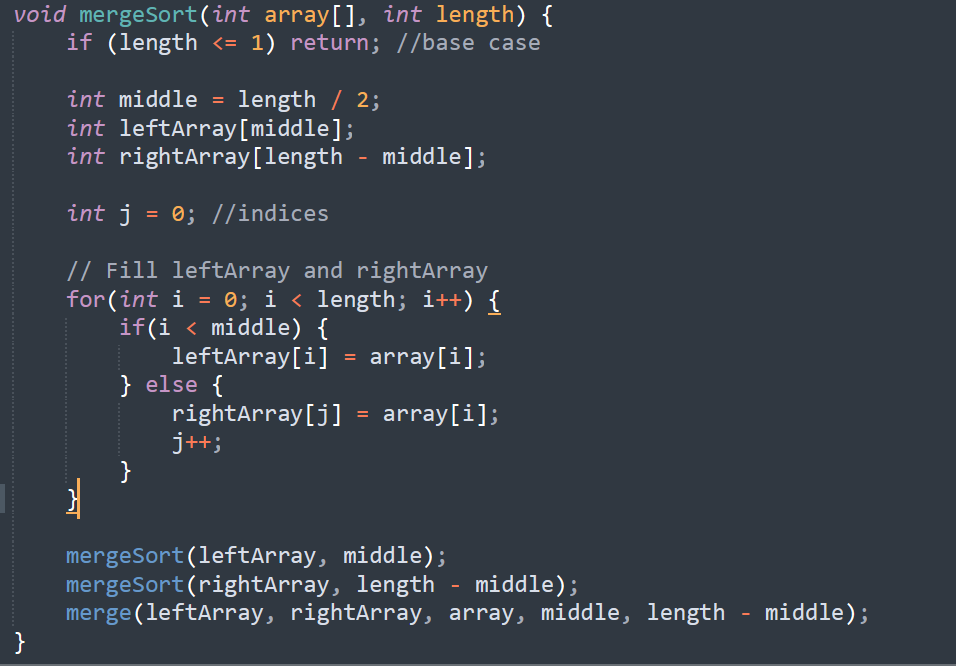 void mergeSort(int array[], int length) {
    if (length <= 1) return; //base case

    int middle = length / 2;
    int leftArray[middle];
    int rightArray[length - middle];

    int j = 0; //indices

    // Fill leftArray and rightArray
    for(int i = 0; i < length; i++) {
        if(i < middle) {
            leftArray[i] = array[i];
        } else {
            rightArray[j] = array[i];
            j++;
        }
    }

    mergeSort(leftArray, middle);
    mergeSort(rightArray, length - middle);
    merge(leftArray, rightArray, array, middle, length - middle);
}